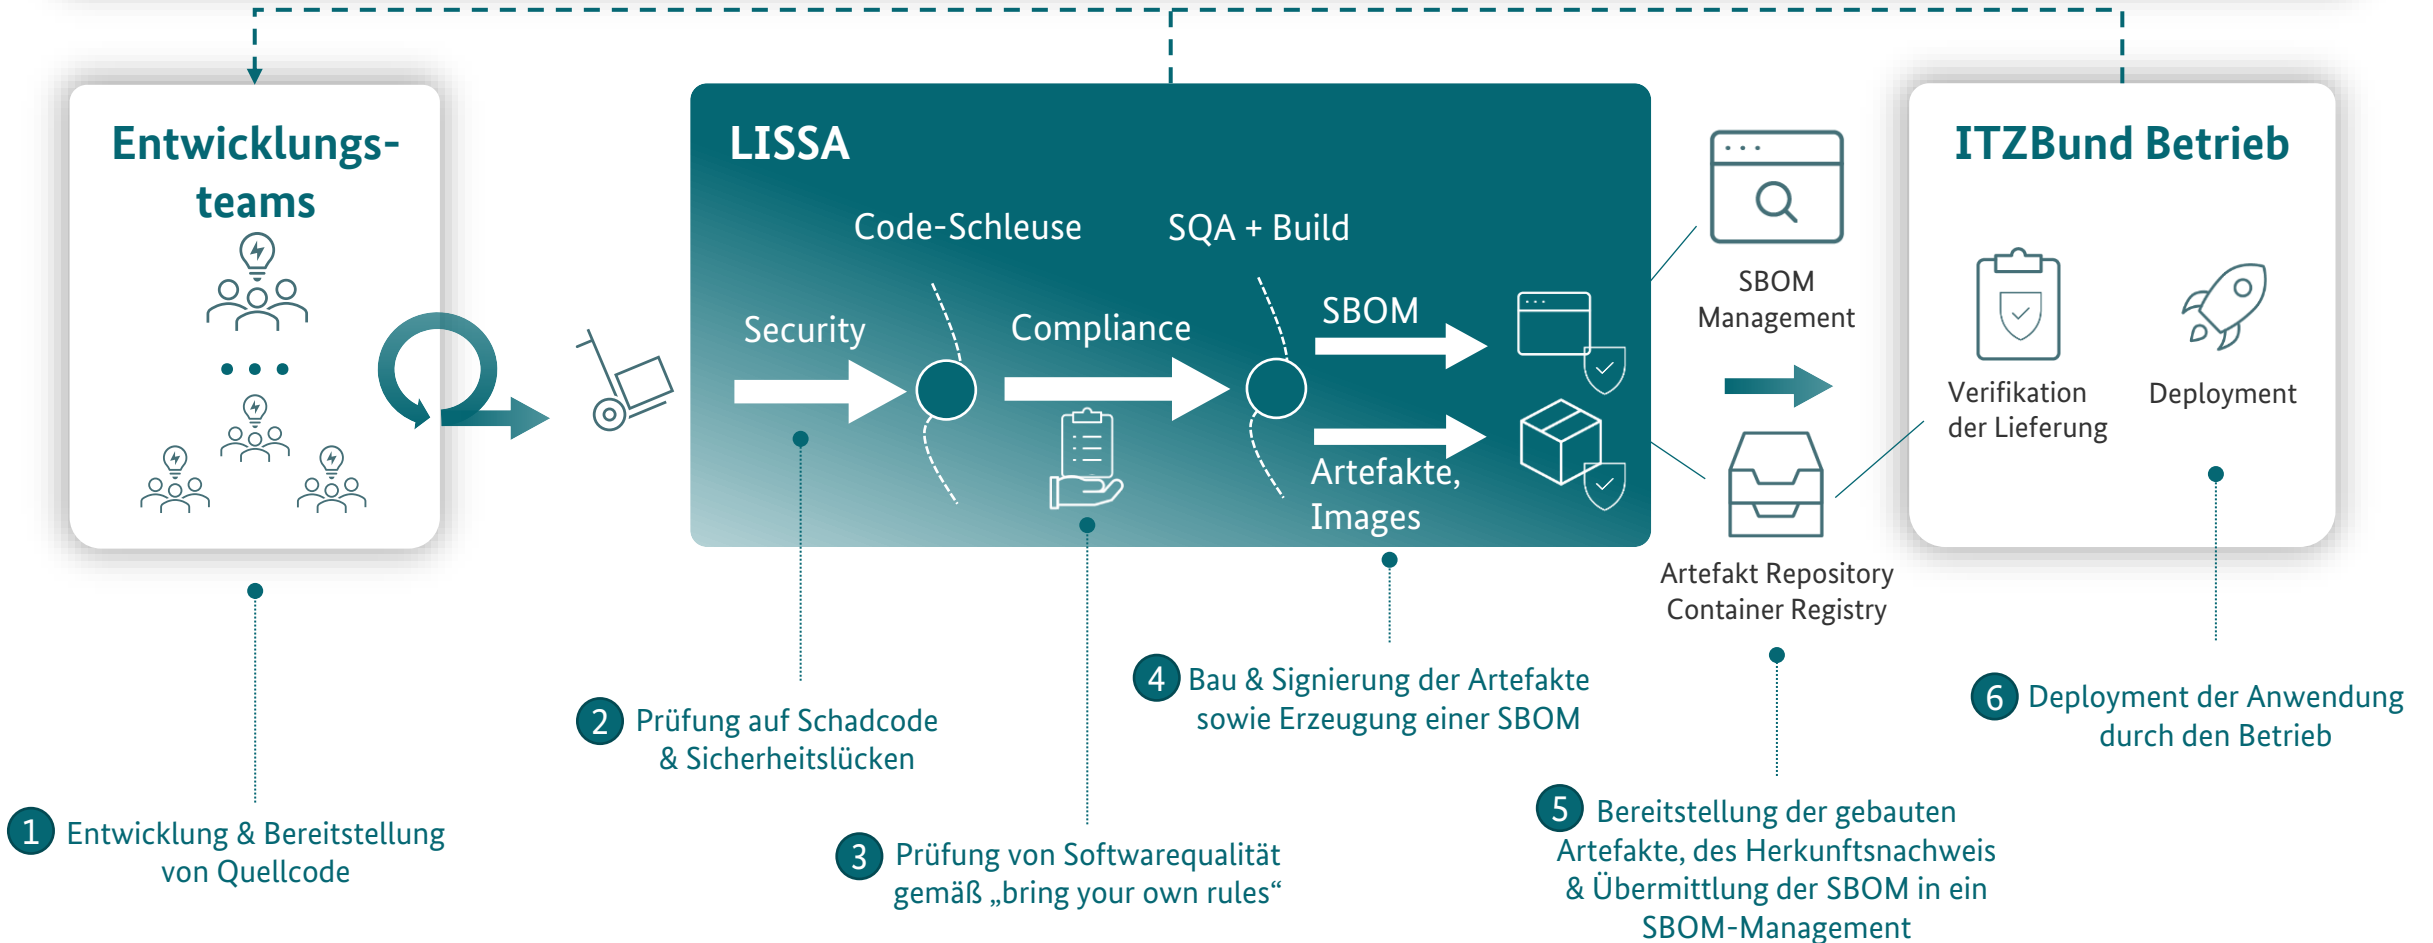 Entwicklungs-
teams
LISSA
Code-Schleuse
SQA + Build
Security
Compliance
SBOM
Artefakte,
Images
SBOM
Management
Artefakt Repository
Container Registry
ITZBund Betrieb
Verifikation
der Lieferung
Deployment
1 Entwicklung & Bereitstellung
von Quellcode
2 Prüfung auf Schadcode
& Sicherheitslücken
3 Prüfung von Softwarequalität
gemäß „bring your own rules“
4 Bau & Signierung der Artefakte
sowie Erzeugung einer SBOM
5 Bereitstellung der gebauten
Artefakte, des Herkunftsnachweis
& Übermittlung der SBOM in ein
SBOM-Management
6 Deployment der Anwendung
durch den Betrieb